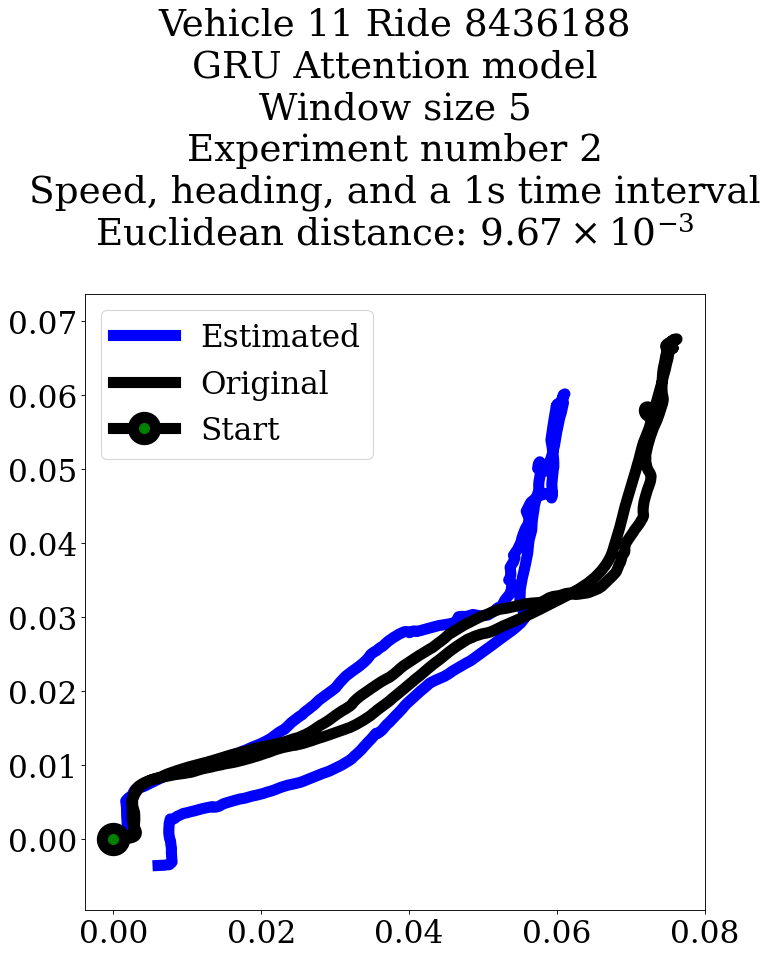 Vehicle 11 Ride 8436188
GRU Attention model
Window size 5
Experiment number 2
Speed, heading, and a 1s time interval
Euclidean distance: 9.67 × 10⁻³
Estimated
Original
Start
0.07
0.06
0.05
0.04
0.03
0.02
0.01
0.00
0.00 0.02 0.04 0.06 0.08